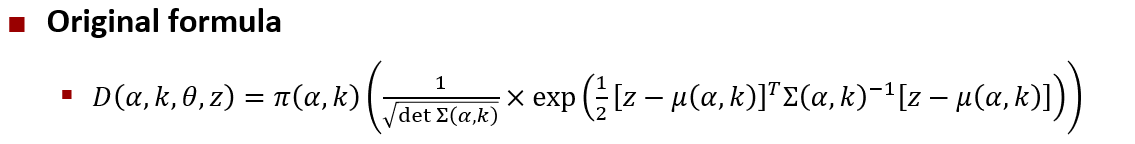 Original formula
D(α, k, θ, z) = π(α, k) ( 1 / √(det Σ(α,k)) × exp ( 1/2 [z − μ(α, k)]ᵀ Σ(α, k)⁻¹ [z − μ(α, k)] ) )